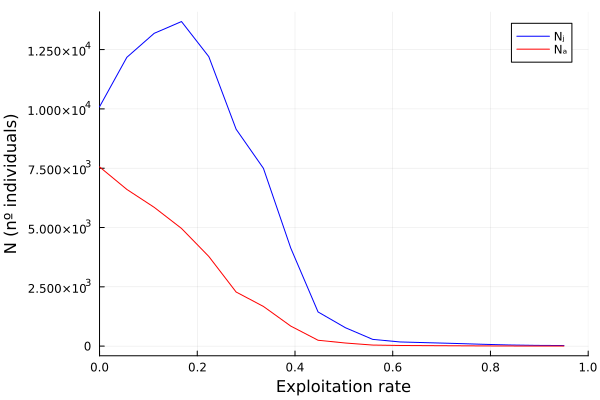 N (nº individuals)
1.250×10⁴
1.000×10⁴
7.500×10³
5.000×10³
2.500×10³
0
0.0 0.2 0.4 0.6 0.8 1.0
Exploitation rate
Nⱼ
Nₐ